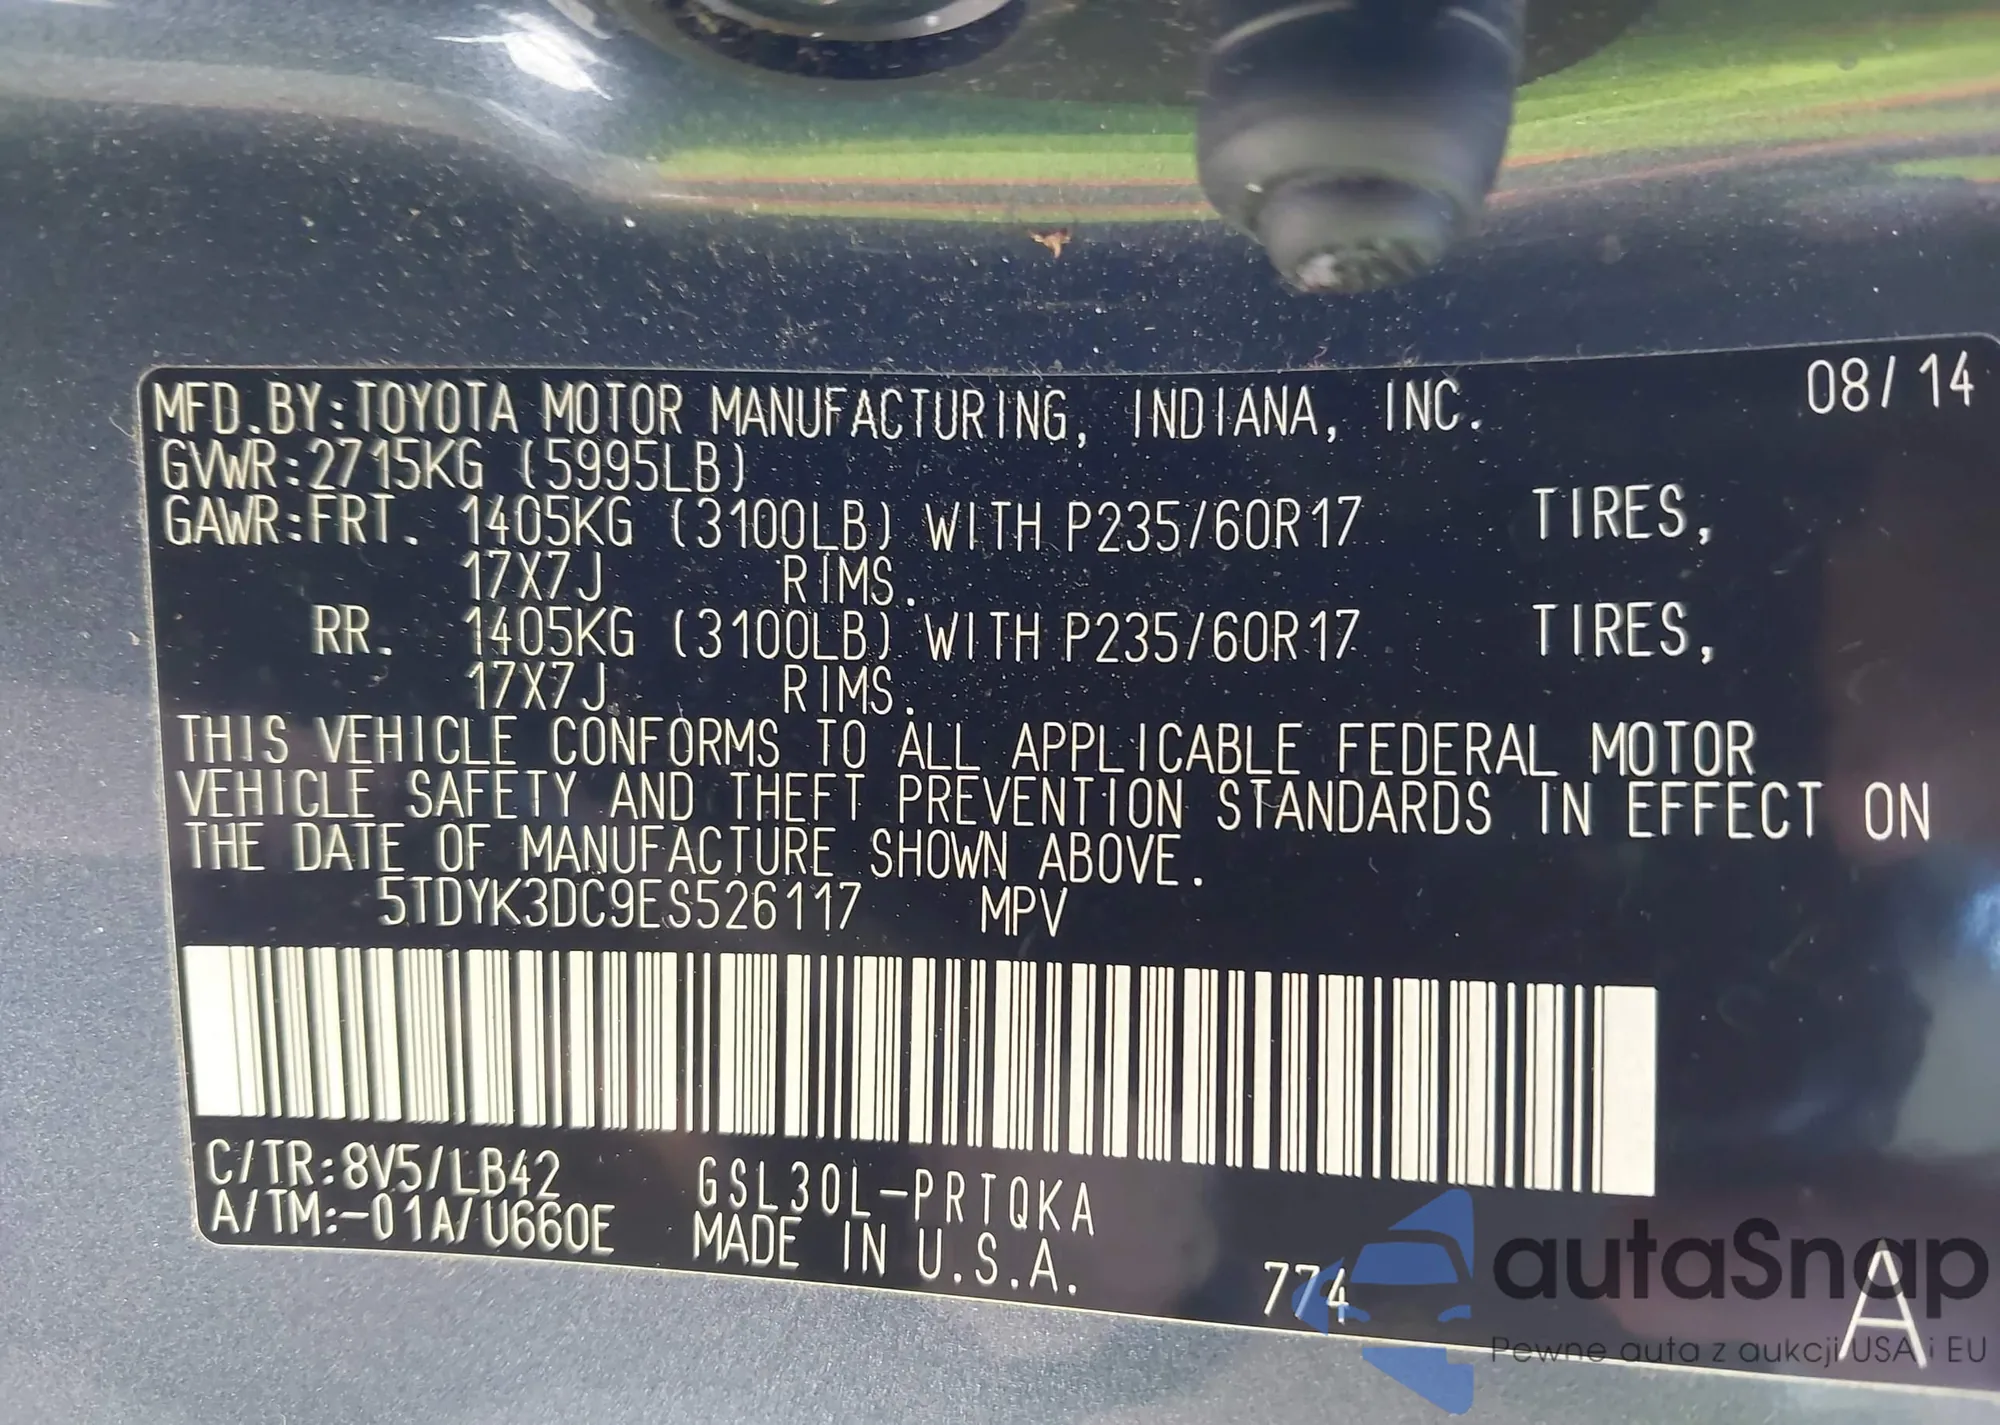 MFD.BY:TOYOTA MOTOR MANUFACTURING, INDIANA, INC. 08/14
GVWR:2715KG (5995LB)
GAWR:FRT. 1405KG (3100LB) WITH P235/60R17 TIRES,
17X7J RIMS.
RR. 1405KG (3100LB) WITH P235/60R17 TIRES,
17X7J RIMS.
THIS VEHICLE CONFORMS TO ALL APPLICABLE FEDERAL MOTOR
VEHICLE SAFETY AND THEFT PREVENTION STANDARDS IN EFFECT ON
THE DATE OF MANUFACTURE SHOWN ABOVE.
5TDYK3DC9ES526117 MPV
C/TR:8V5/LB42 GSL30L-PRTQKA
A/TM:-01A/U660E MADE IN U.S.A.
774 A
autaSnap
Pewne auta z aukcji USA i EU